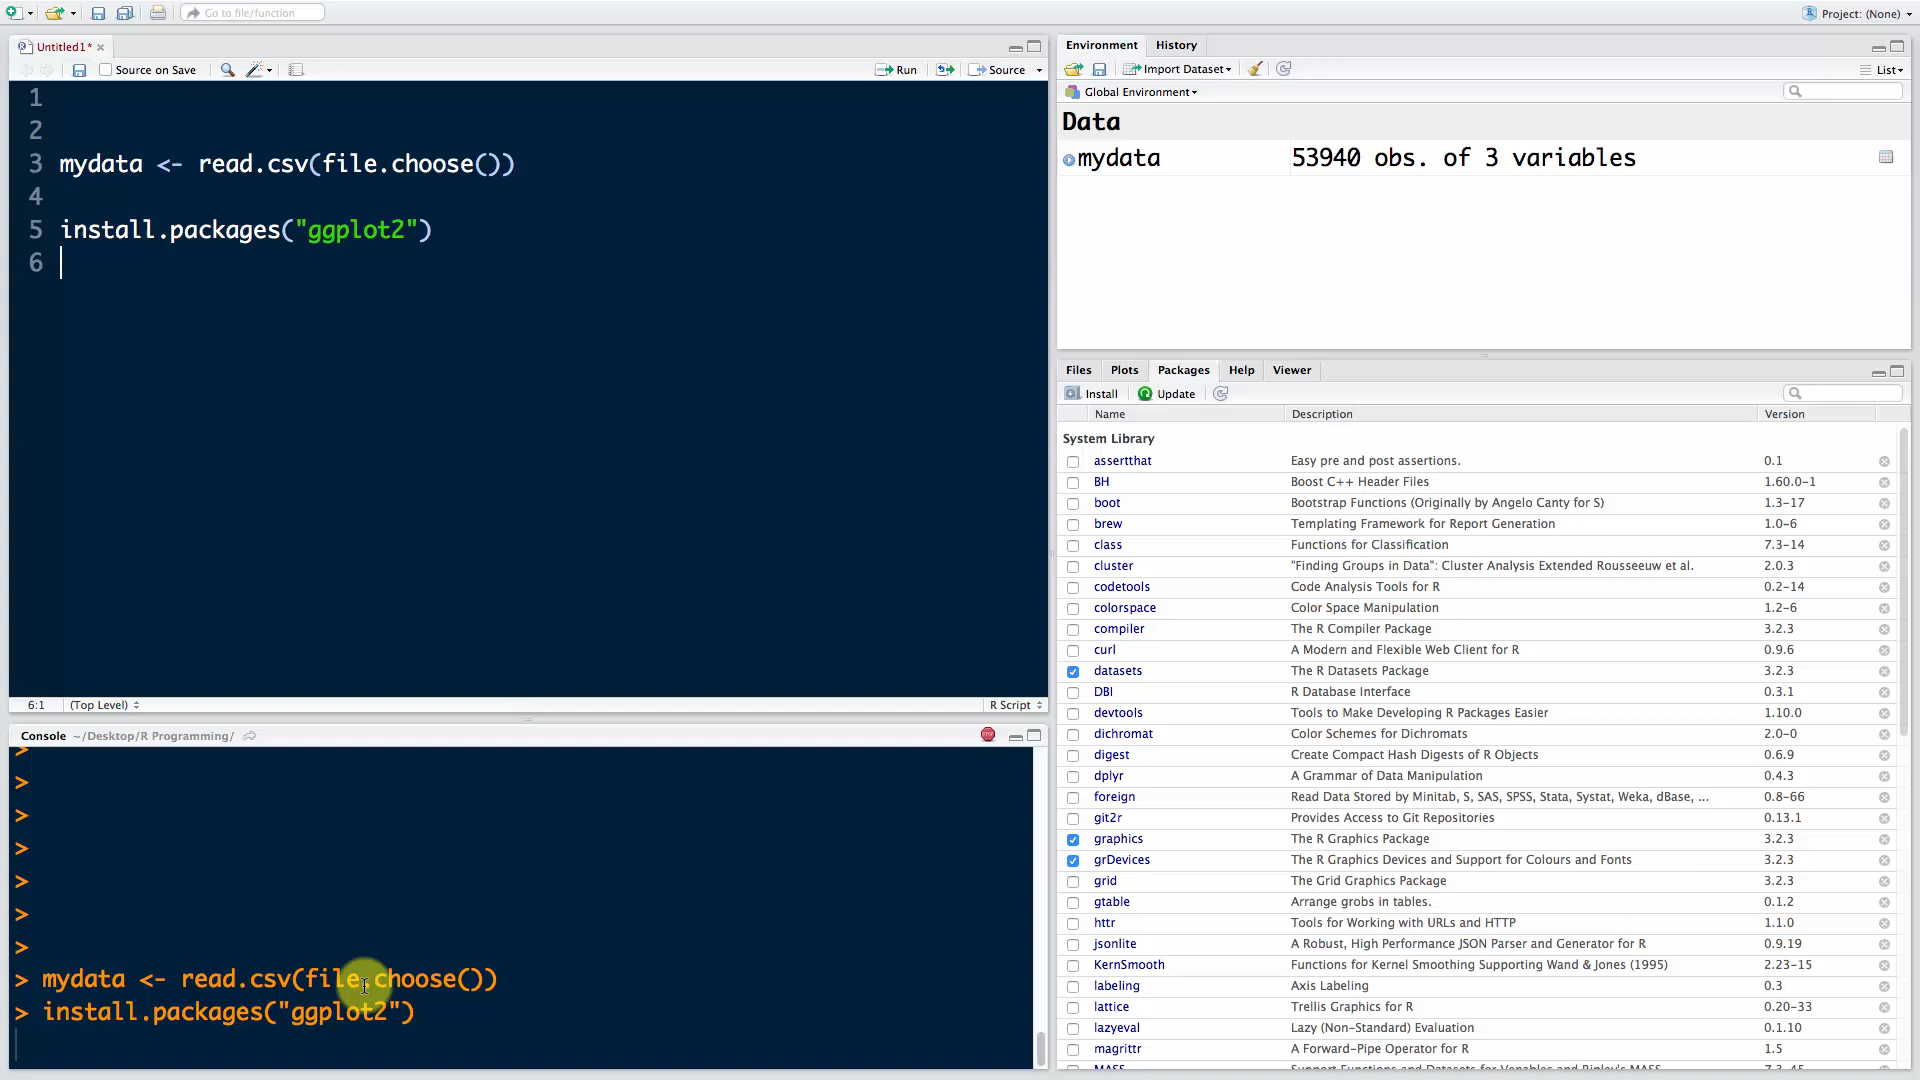 Go to file/function
Project: (None)
Untitled1*
Source on Save
Run
Source
1
2
3 mydata <- read.csv(file.choose())
4
5 install.packages("ggplot2")
6
6:1 (Top Level)
R Script
Console ~/Desktop/R Programming/
>
>
>
>
>
>
>
> mydata <- read.csv(file.choose())
> install.packages("ggplot2")
Environment History
Import Dataset
List
Global Environment
Data
mydata 53940 obs. of 3 variables
Files Plots Packages Help Viewer
Install Update
Name Description Version
System Library
assertthat Easy pre and post assertions. 0.1
BH Boost C++ Header Files 1.60.0-1
boot Bootstrap Functions (Originally by Angelo Canty for S) 1.3-17
brew Templating Framework for Report Generation 1.0-6
class Functions for Classification 7.3-14
cluster "Finding Groups in Data": Cluster Analysis Extended Rousseeuw et al. 2.0.3
codetools Code Analysis Tools for R 0.2-14
colorspace Color Space Manipulation 1.2-6
compiler The R Compiler Package 3.2.3
curl A Modern and Flexible Web Client for R 0.9.6
datasets The R Datasets Package 3.2.3
DBI R Database Interface 0.3.1
devtools Tools to Make Developing R Packages Easier 1.10.0
dichromat Color Schemes for Dichromats 2.0-0
digest Create Compact Hash Digests of R Objects 0.6.9
dplyr A Grammar of Data Manipulation 0.4.3
foreign Read Data Stored by Minitab, S, SAS, SPSS, Stata, Systat, Weka, dBase, ... 0.8-66
git2r Provides Access to Git Repositories 0.13.1
graphics The R Graphics Package 3.2.3
grDevices The R Graphics Devices and Support for Colours and Fonts 3.2.3
grid The Grid Graphics Package 3.2.3
gtable Arrange grobs in tables. 0.1.2
httr Tools for Working with URLs and HTTP 1.1.0
jsonlite A Robust, High Performance JSON Parser and Generator for R 0.9.19
KernSmooth Functions for Kernel Smoothing Supporting Wand & Jones (1995) 2.23-15
labeling Axis Labeling 0.3
lattice Trellis Graphics for R 0.20-33
lazyeval Lazy (Non-Standard) Evaluation 0.1.10
magrittr A Forward-Pipe Operator for R 1.5
MASS Support Functions and Datasets for Venables and Ripley's MASS 7.3-45